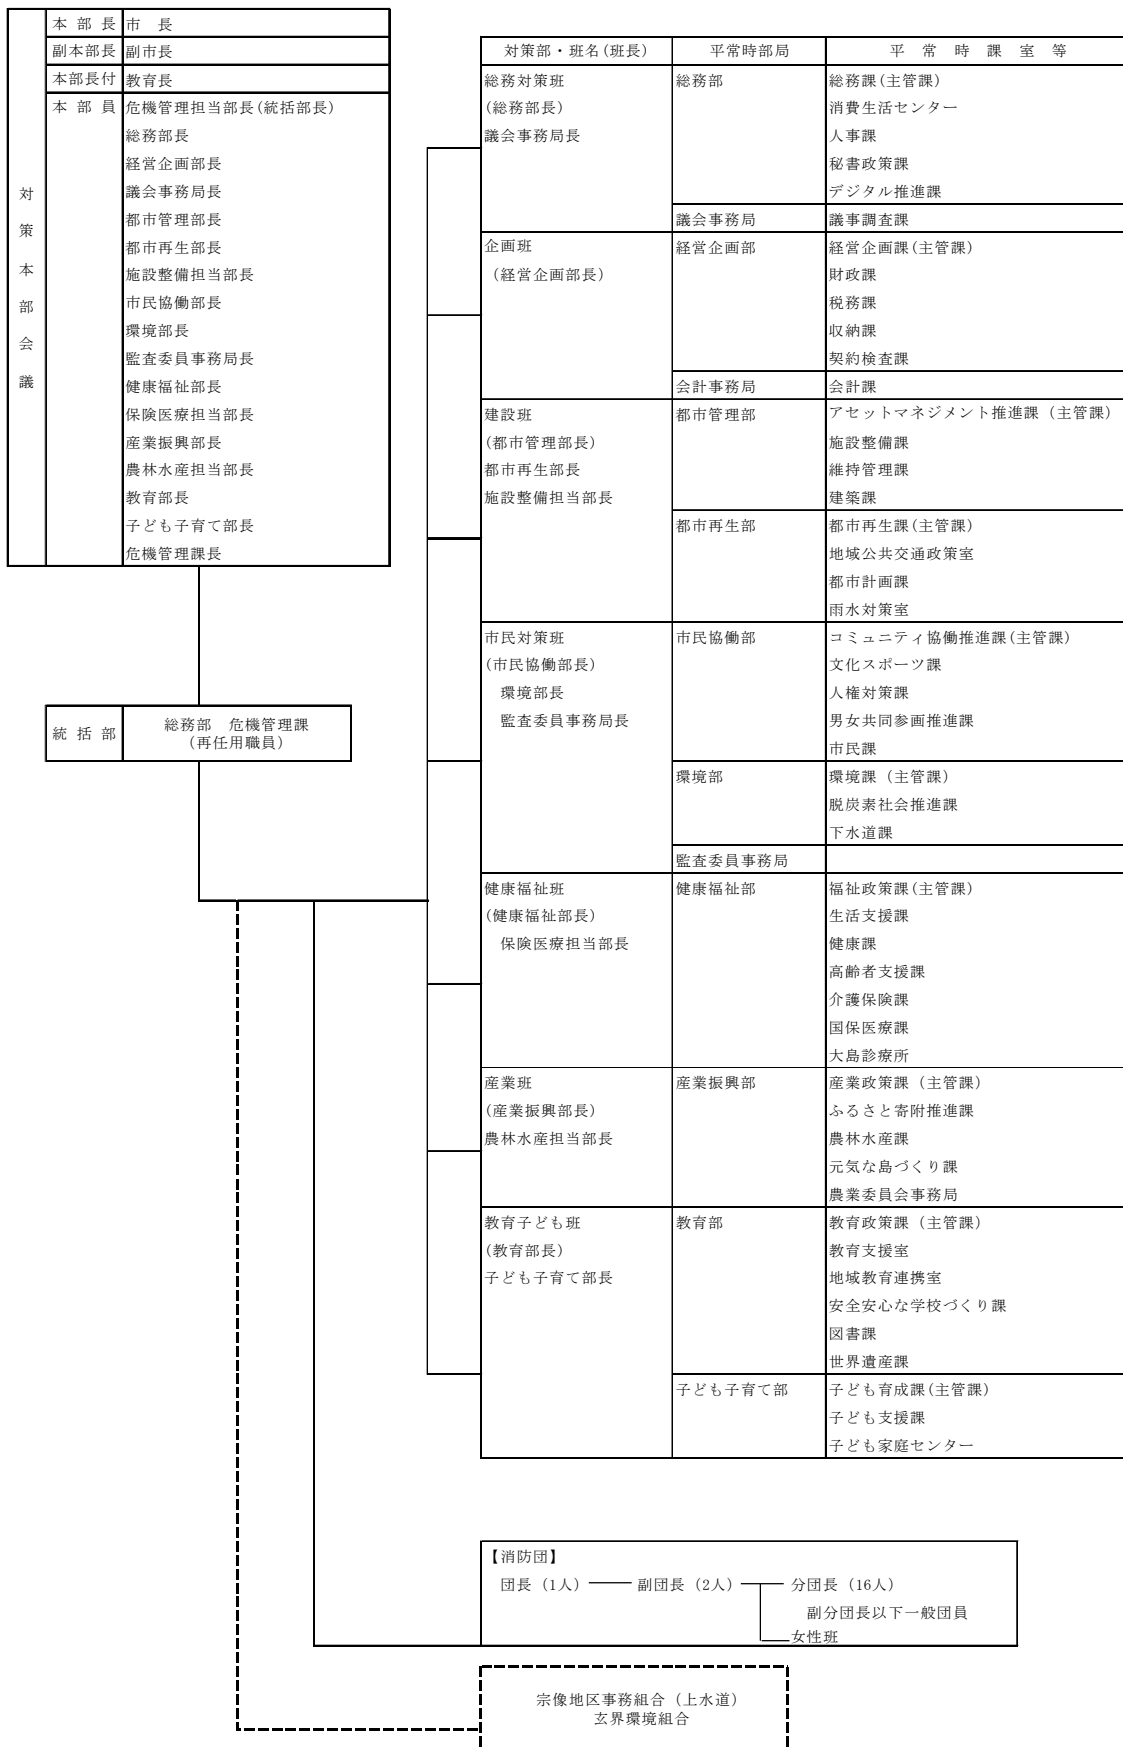 対策本部会議
本部長 市　長
副本部長 副市長
本部長付 教育長
本部員 危機管理担当部長(統括部長)
総務部長
経営企画部長
議会事務局長
都市管理部長
都市再生部長
施設整備担当部長
市民協働部長
環境部長
監査委員事務局長
健康福祉部長
保険医療担当部長
産業振興部長
農林水産担当部長
教育部長
子ども子育て部長
危機管理課長
統括部 総務部　危機管理課
(再任用職員)
対策部・班名(班長) 平常時部局 平常時課室等
総務対策班 総務部 総務課(主管課)
(総務部長) 消費生活センター
議会事務局長 人事課
秘書政策課
デジタル推進課
議会事務局 議事調査課
企画班 経営企画部 経営企画課(主管課)
(経営企画部長) 財政課
税務課
収納課
契約検査課
会計事務局 会計課
建設班 都市管理部 アセットマネジメント推進課（主管課）
(都市管理部長) 施設整備課
都市再生部長 維持管理課
施設整備担当部長 建築課
都市再生部 都市再生課(主管課)
地域公共交通政策室
都市計画課
雨水対策室
市民対策班 市民協働部 コミュニティ協働推進課(主管課)
(市民協働部長) 文化スポーツ課
環境部長 人権対策課
監査委員事務局長 男女共同参画推進課
市民課
環境部 環境課（主管課）
脱炭素社会推進課
下水道課
監査委員事務局
健康福祉班 健康福祉部 福祉政策課(主管課)
(健康福祉部長) 生活支援課
保険医療担当部長 健康課
高齢者支援課
介護保険課
国保医療課
大島診療所
産業班 産業振興部 産業政策課（主管課）
(産業振興部長) ふるさと寄附推進課
農林水産担当部長 農林水産課
元気な島づくり課
農業委員会事務局
教育子ども班 教育部 教育政策課（主管課）
(教育部長) 教育支援室
子ども子育て部長 地域教育連携室
安全安心な学校づくり課
図書課
世界遺産課
子ども子育て部 子ども育成課(主管課)
子ども支援課
子ども家庭センター
【消防団】
団長（1人） 副団長（2人） 分団長（16人）
副分団長以下一般団員
女性班
宗像地区事務組合（上水道）
玄界環境組合